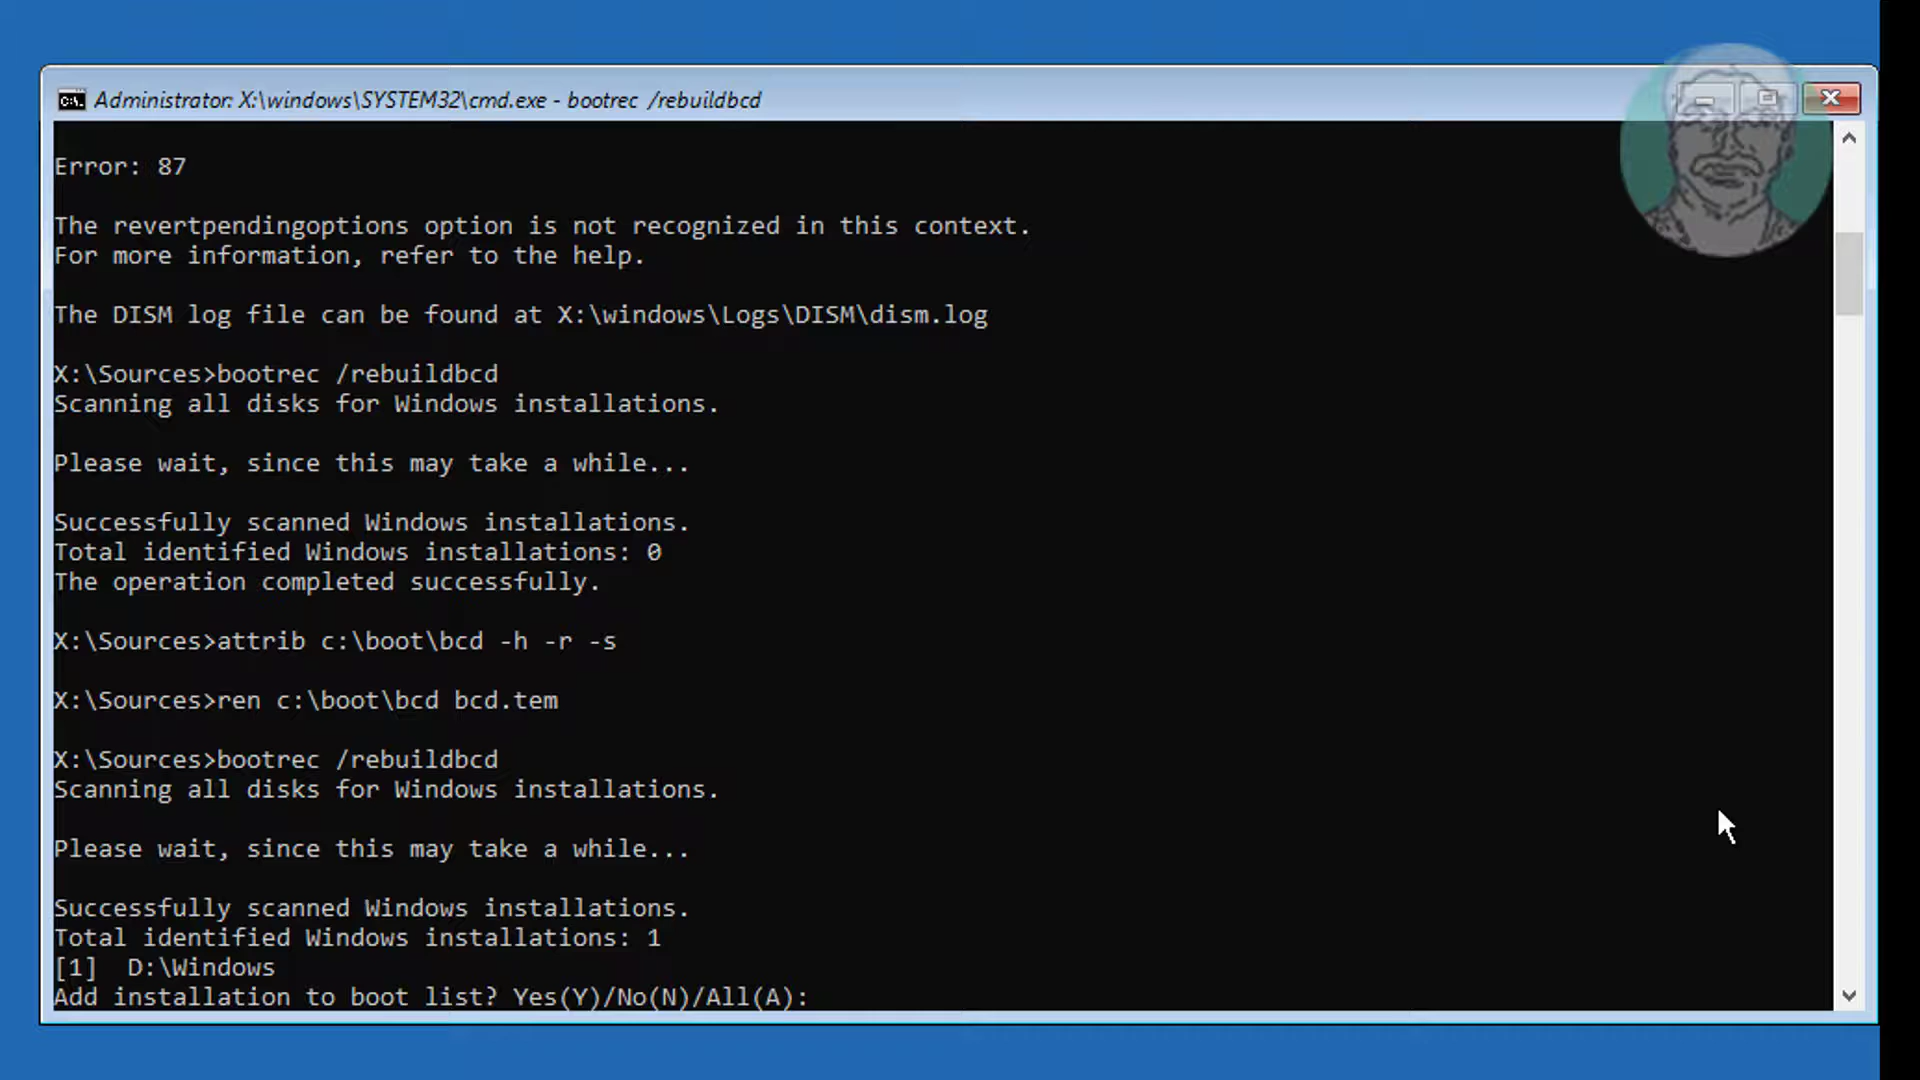 Administrator: X:\windows\SYSTEM32\cmd.exe - bootrec /rebuildbcd
Error: 87
The revertpendingoptions option is not recognized in this context.
For more information, refer to the help.
The DISM log file can be found at X:\windows\Logs\DISM\dism.log
X:\Sources>bootrec /rebuildbcd
Scanning all disks for Windows installations.
Please wait, since this may take a while...
Successfully scanned Windows installations.
Total identified Windows installations: 0
The operation completed successfully.
X:\Sources>attrib c:\boot\bcd -h -r -s
X:\Sources>ren c:\boot\bcd bcd.tem
X:\Sources>bootrec /rebuildbcd
Scanning all disks for Windows installations.
Please wait, since this may take a while...
Successfully scanned Windows installations.
Total identified Windows installations: 1
[1]  D:\Windows
Add installation to boot list? Yes(Y)/No(N)/All(A):